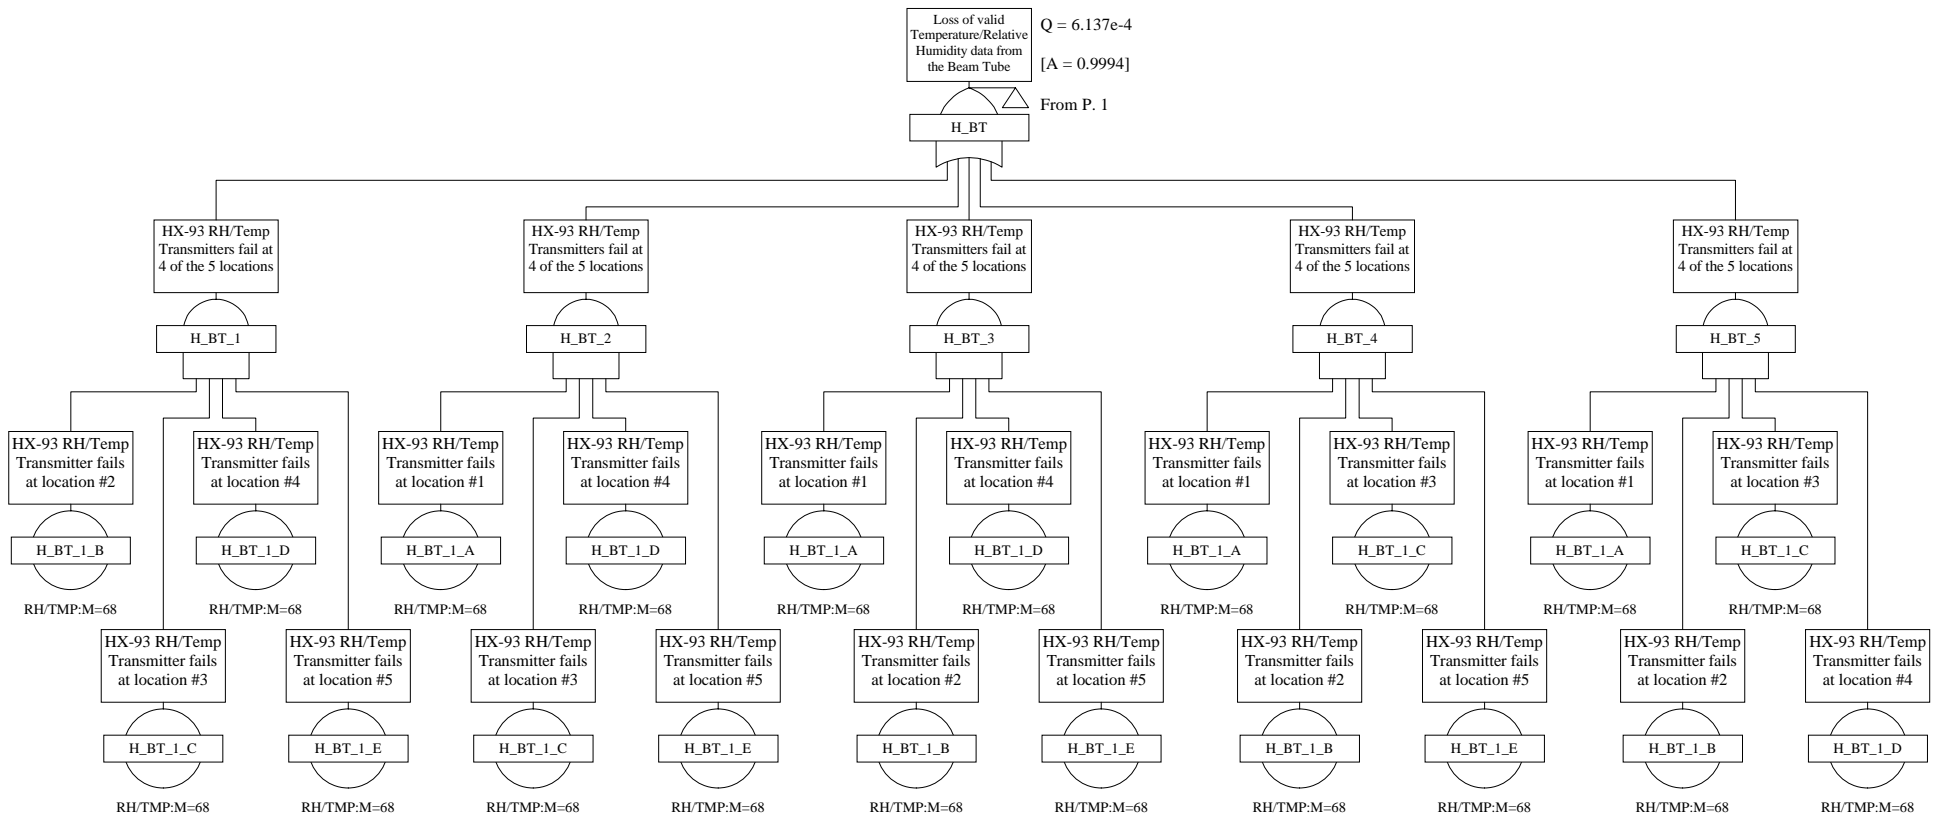 Loss of valid
Temperature/Relative
Humidity data from
the Beam Tube
Q = 6.137e-4
[A = 0.9994]
From P. 1
H_BT
HX-93 RH/Temp
Transmitters fail at
4 of the 5 locations
H_BT_1
HX-93 RH/Temp
Transmitters fail at
4 of the 5 locations
H_BT_2
HX-93 RH/Temp
Transmitters fail at
4 of the 5 locations
H_BT_3
HX-93 RH/Temp
Transmitters fail at
4 of the 5 locations
H_BT_4
HX-93 RH/Temp
Transmitters fail at
4 of the 5 locations
H_BT_5
HX-93 RH/Temp
Transmitter fails
at location #2
H_BT_1_B
RH/TMP:M=68
HX-93 RH/Temp
Transmitter fails
at location #4
H_BT_1_D
RH/TMP:M=68
HX-93 RH/Temp
Transmitter fails
at location #1
H_BT_1_A
RH/TMP:M=68
HX-93 RH/Temp
Transmitter fails
at location #4
H_BT_1_D
RH/TMP:M=68
HX-93 RH/Temp
Transmitter fails
at location #1
H_BT_1_A
RH/TMP:M=68
HX-93 RH/Temp
Transmitter fails
at location #4
H_BT_1_D
RH/TMP:M=68
HX-93 RH/Temp
Transmitter fails
at location #1
H_BT_1_A
RH/TMP:M=68
HX-93 RH/Temp
Transmitter fails
at location #3
H_BT_1_C
RH/TMP:M=68
HX-93 RH/Temp
Transmitter fails
at location #1
H_BT_1_A
RH/TMP:M=68
HX-93 RH/Temp
Transmitter fails
at location #3
H_BT_1_C
RH/TMP:M=68
HX-93 RH/Temp
Transmitter fails
at location #3
H_BT_1_C
RH/TMP:M=68
HX-93 RH/Temp
Transmitter fails
at location #5
H_BT_1_E
RH/TMP:M=68
HX-93 RH/Temp
Transmitter fails
at location #3
H_BT_1_C
RH/TMP:M=68
HX-93 RH/Temp
Transmitter fails
at location #5
H_BT_1_E
RH/TMP:M=68
HX-93 RH/Temp
Transmitter fails
at location #2
H_BT_1_B
RH/TMP:M=68
HX-93 RH/Temp
Transmitter fails
at location #5
H_BT_1_E
RH/TMP:M=68
HX-93 RH/Temp
Transmitter fails
at location #2
H_BT_1_B
RH/TMP:M=68
HX-93 RH/Temp
Transmitter fails
at location #5
H_BT_1_E
RH/TMP:M=68
HX-93 RH/Temp
Transmitter fails
at location #2
H_BT_1_B
RH/TMP:M=68
HX-93 RH/Temp
Transmitter fails
at location #4
H_BT_1_D
RH/TMP:M=68